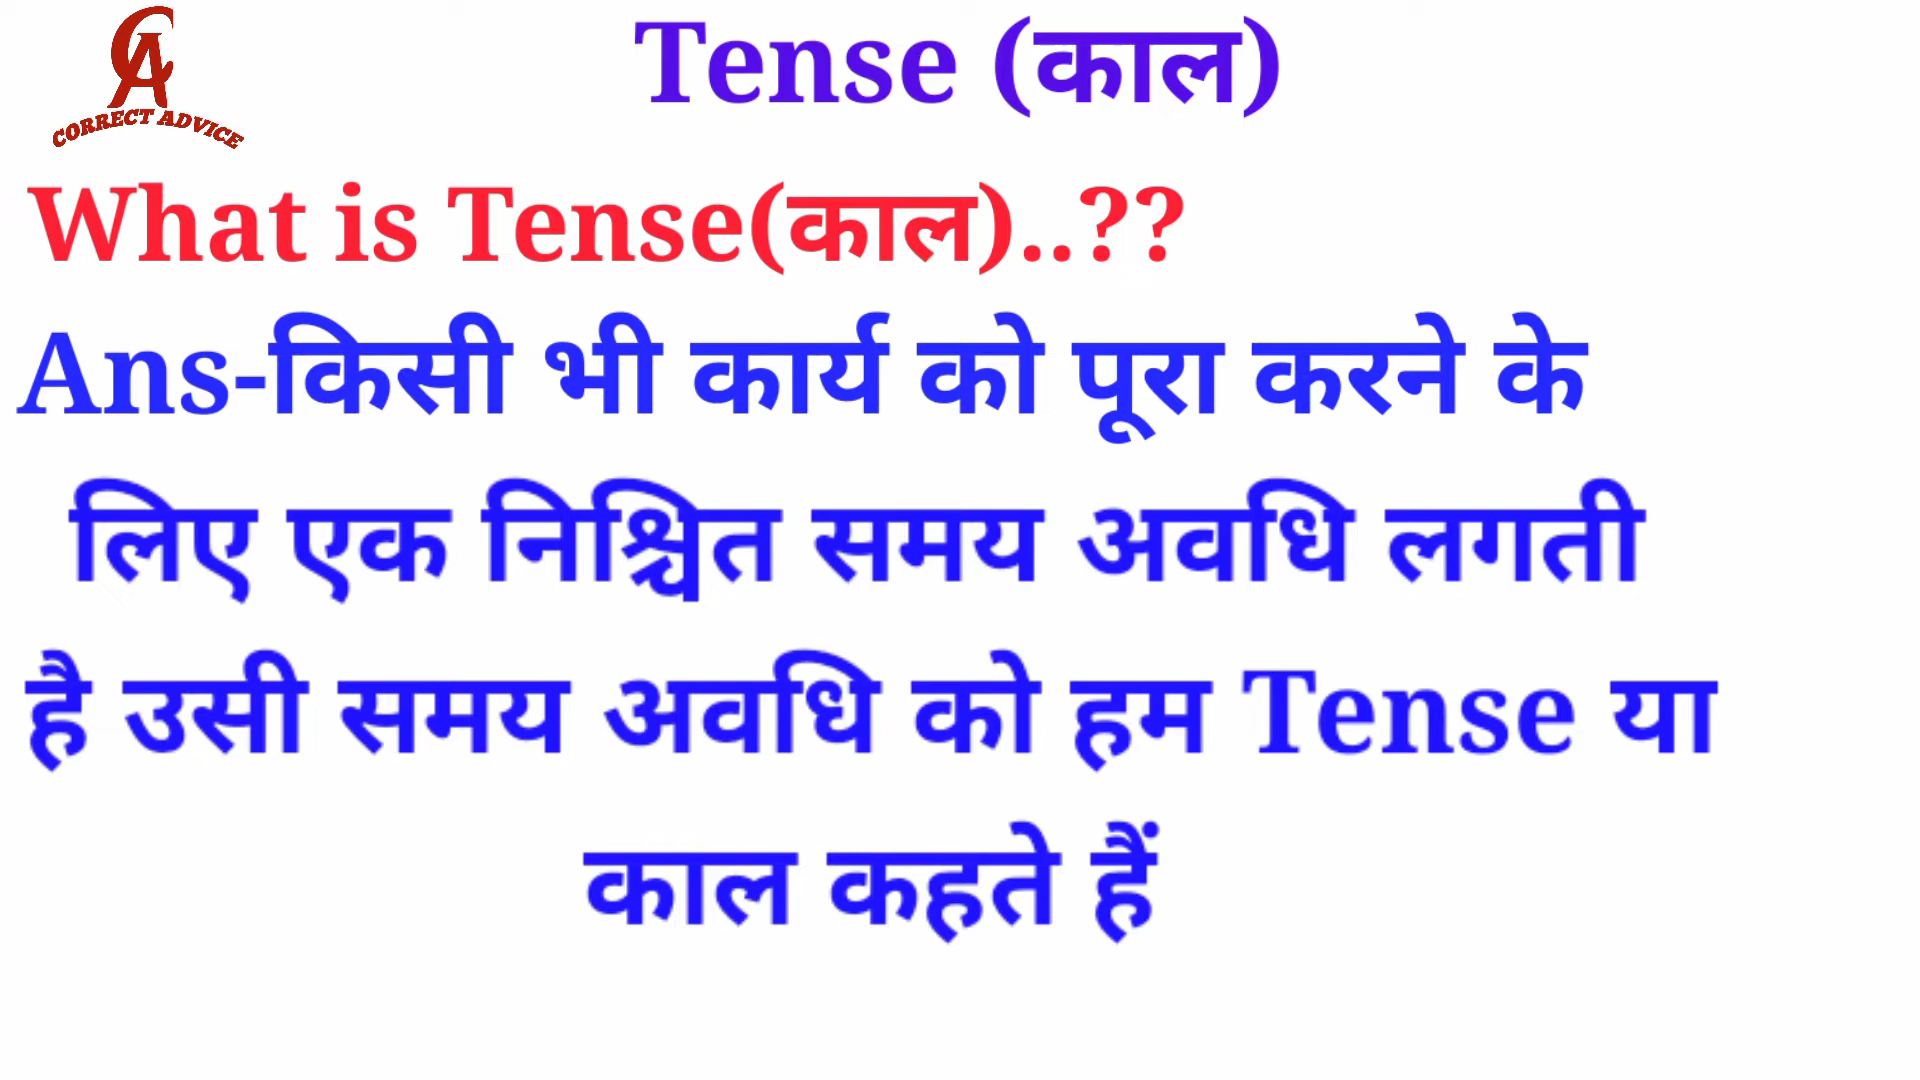 CA
CORRECT ADVICE
Tense (काल)
What is Tense(काल)..??
Ans-किसी भी कार्य को पूरा करने के
लिए एक निश्चित समय अवधि लगती
है उसी समय अवधि को हम Tense या
काल कहते हैं